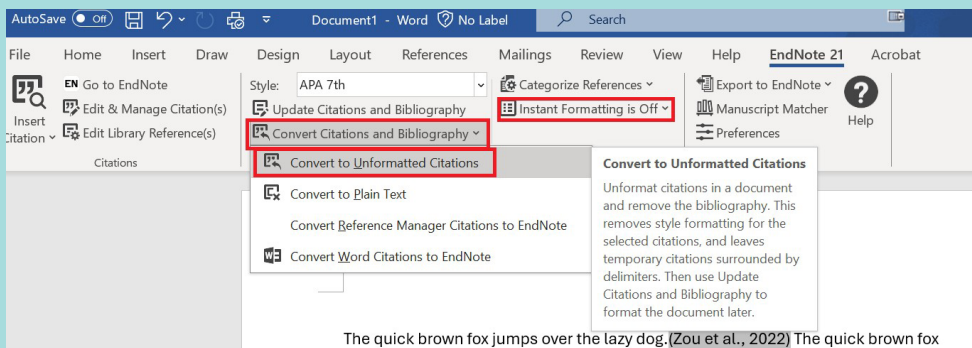 AutoSave Off Document1 - Word No Label Search
File Home Insert Draw Design Layout References Mailings Review View Help EndNote 21 Acrobat
Insert
Citation
EN Go to EndNote
Edit & Manage Citation(s)
Edit Library Reference(s)
Citations
Style: APA 7th
Update Citations and Bibliography
Convert Citations and Bibliography
Categorize References
Instant Formatting is Off
Export to EndNote
Manuscript Matcher
Preferences
Help
Convert to Unformatted Citations
Convert to Plain Text
Convert Reference Manager Citations to EndNote
Convert Word Citations to EndNote
Convert to Unformatted Citations
Unformat citations in a document
and remove the bibliography. This
removes style formatting for the
selected citations, and leaves
temporary citations surrounded by
delimiters. Then use Update
Citations and Bibliography to
format the document later.
The quick brown fox jumps over the lazy dog.(Zou et al., 2022) The quick brown fox